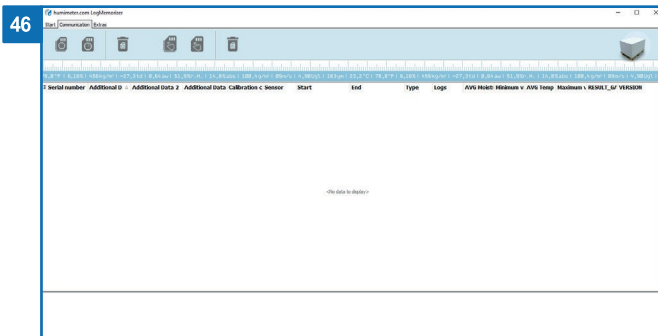 46
humimeter.com LogMemorizer
Start Communication Extras
Serial number Additional D Additional Data 2 Additional Data Calibration c Sensor Start End Type Logs AVG Moist Minimum v AVG Temp Maximum v RESULT_G/ VERSION
<No data to display>